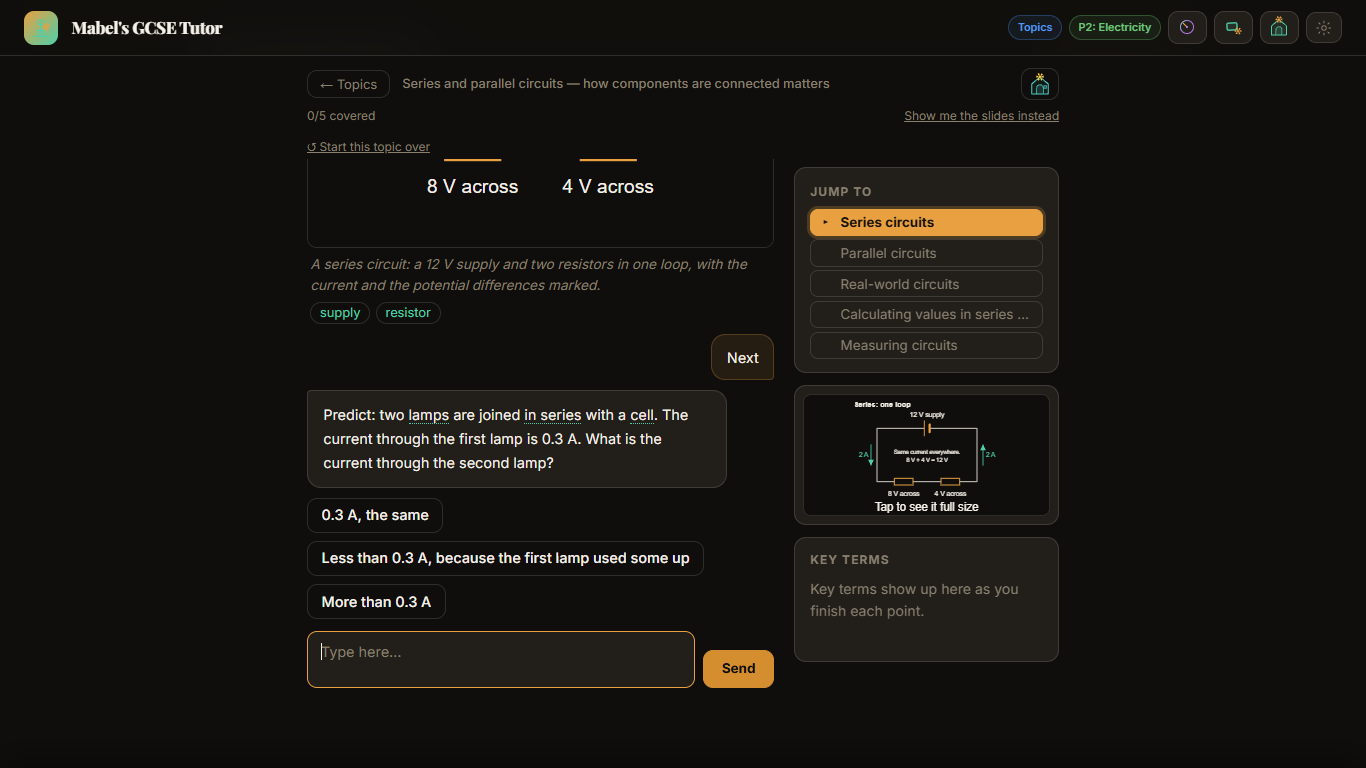 Mabel's GCSE Tutor
Topics
P2: Electricity
← Topics
Series and parallel circuits — how components are connected matters
0/5 covered
Show me the slides instead
↺ Start this topic over
8 V across
4 V across
A series circuit: a 12 V supply and two resistors in one loop, with the
current and the potential differences marked.
supply
resistor
Next
Predict: two lamps are joined in series with a cell. The
current through the first lamp is 0.3 A. What is the
current through the second lamp?
0.3 A, the same
Less than 0.3 A, because the first lamp used some up
More than 0.3 A
Type here...
Send
JUMP TO
Series circuits
Parallel circuits
Real-world circuits
Calculating values in series ...
Measuring circuits
Series: one loop
12 V supply
2A
Same current everywhere.
8 V + 4 V = 12 V
2A
8 V across
4 V across
Tap to see it full size
KEY TERMS
Key terms show up here as you
finish each point.